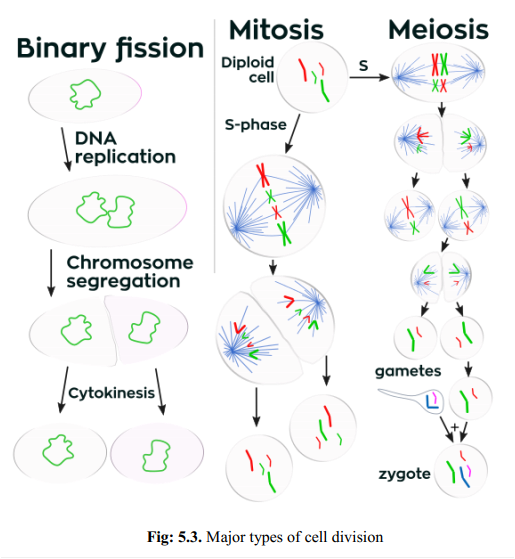 Binary fission
DNA
replication
Chromosome
segregation
Cytokinesis
Mitosis
Diploid
cell
S
S-phase
Meiosis
gametes
+
zygote
Fig: 5.3. Major types of cell division